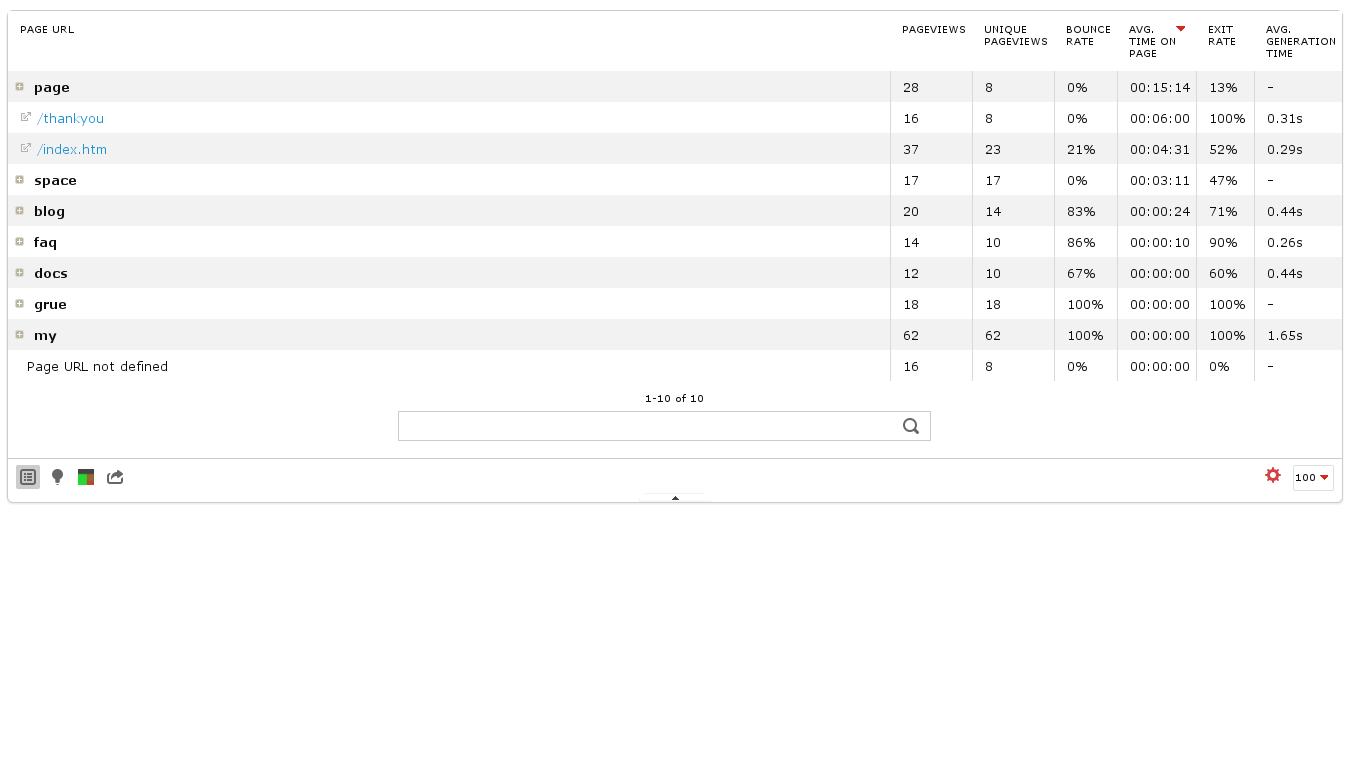 PAGE URL PAGEVIEWS UNIQUE PAGEVIEWS BOUNCE RATE AVG. TIME ON PAGE EXIT RATE AVG. GENERATION TIME
page 28 8 0% 00:15:14 13% -
/thankyou 16 8 0% 00:06:00 100% 0.31s
/index.htm 37 23 21% 00:04:31 52% 0.29s
space 17 17 0% 00:03:11 47% -
blog 20 14 83% 00:00:24 71% 0.44s
faq 14 10 86% 00:00:10 90% 0.26s
docs 12 10 67% 00:00:00 60% 0.44s
grue 18 18 100% 00:00:00 100% -
my 62 62 100% 00:00:00 100% 1.65s
Page URL not defined 16 8 0% 00:00:00 0% -
1-10 of 10
100